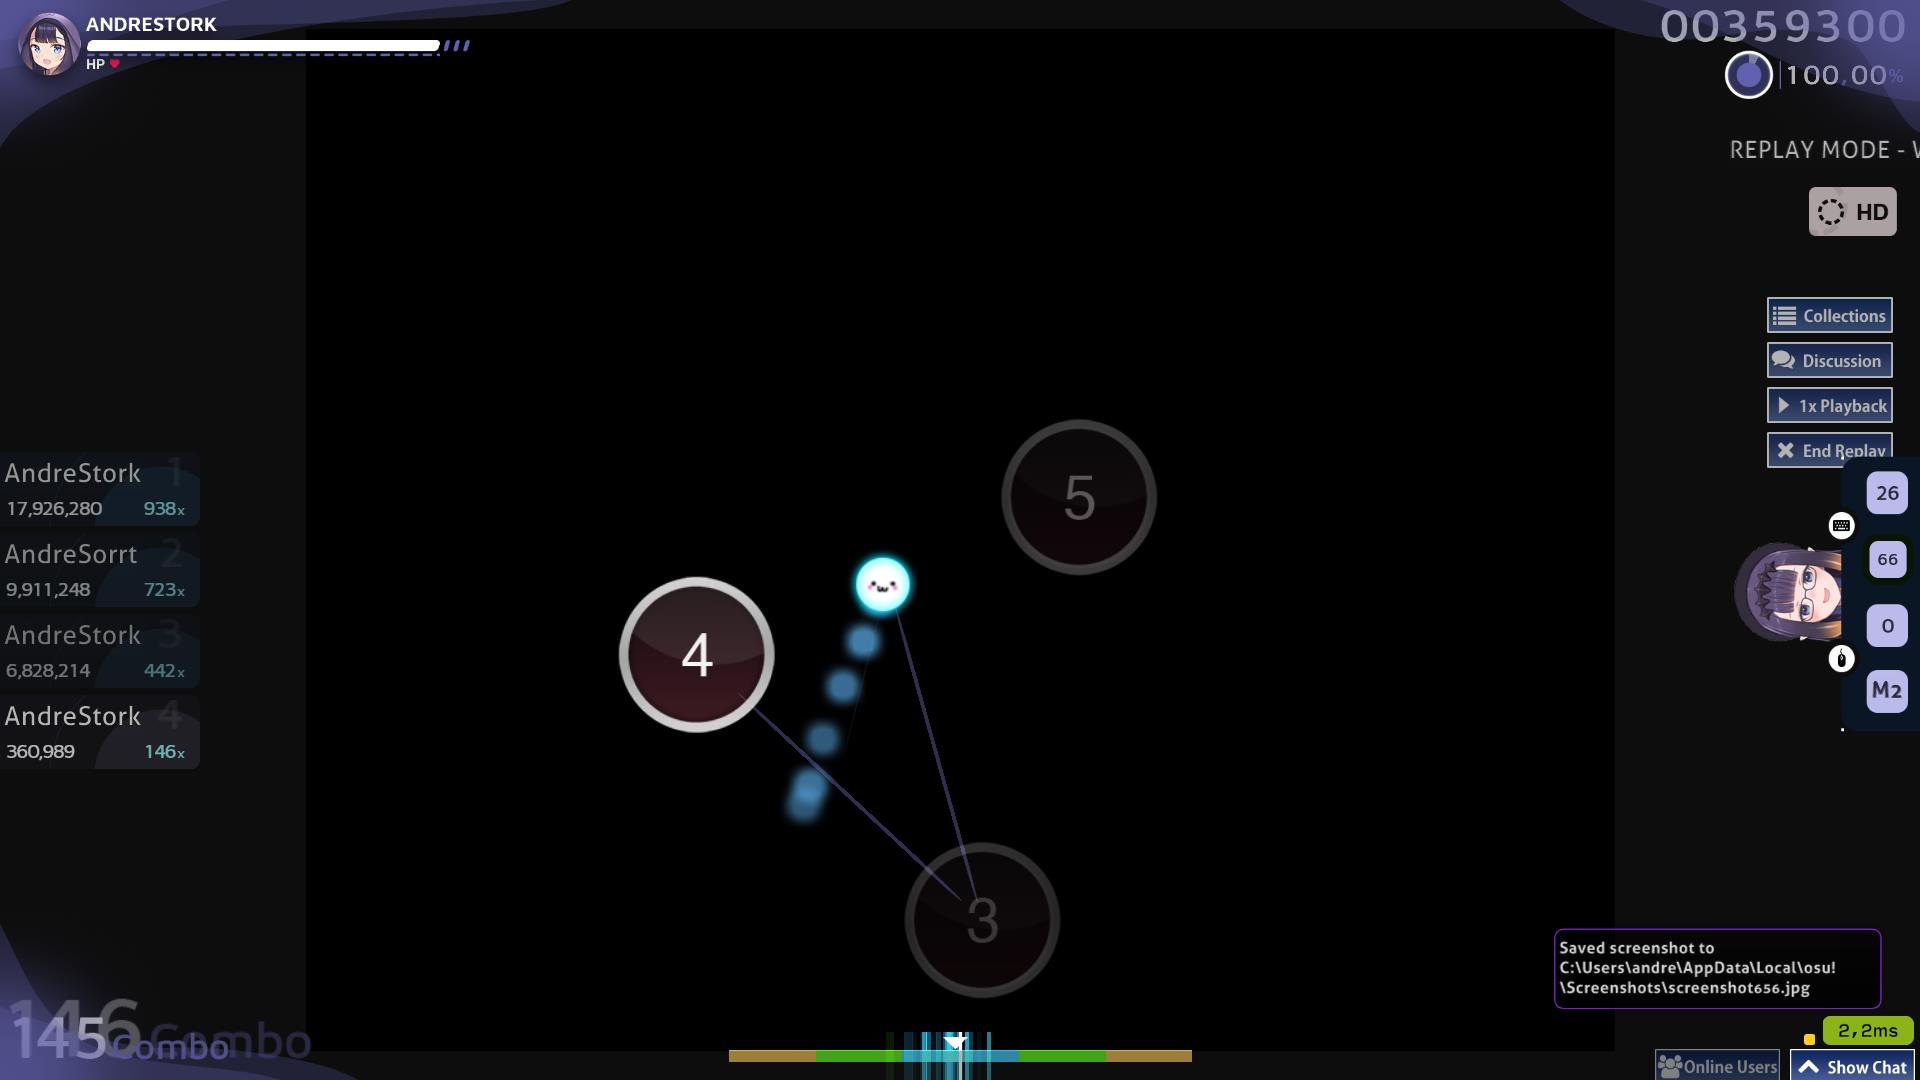 ANDRESTORK
HP
00359300
100,00%
REPLAY MODE - W
HD
Collections
Discussion
1x Playback
End Replay
AndreStork 1
17,926,280 938x
AndreSorrt 2
9,911,248 723x
AndreStork 3
6,828,214 442x
AndreStork 4
360,989 146x
5
4
3
26
66
0
M2
Saved screenshot to
C:\Users\andre\AppData\Local\osu!
\Screenshots\screenshot656.jpg
146 Combo
145 Combo
2,2ms
Online Users
Show Chat